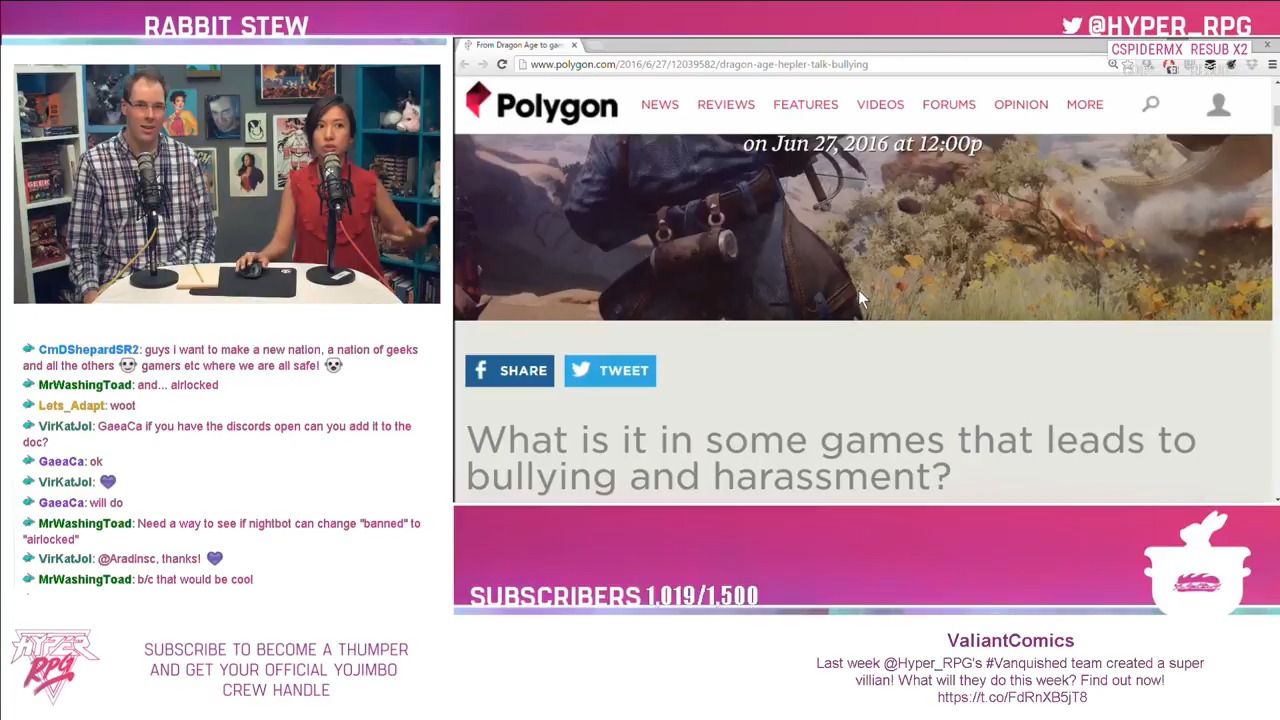 RABBIT STEW
@HYPER_RPG
CSPIDERMX RESUB X2
From Dragon Age to ga
www.polygon.com/2016/6/27/12039582/dragon-age-hepler-talk-bullying
Polygon
NEWS REVIEWS FEATURES VIDEOS FORUMS OPINION MORE
on Jun 27, 2016 at 12:00p
SHARE
TWEET
What is it in some games that leads to
bullying and harassment?
CmDShepardSR2: guys i want to make a new nation, a nation of geeks
and all the others gamers etc where we are all safe!
MrWashingToad: and... airlocked
Lets_Adapt: woot
VirKatJol: GaeaCa if you have the discords open can you add it to the
doc?
GaeaCa: ok
VirKatJol:
GaeaCa: will do
MrWashingToad: Need a way to see if nightbot can change "banned" to
"airlocked"
VirKatJol: @Aradinsc, thanks!
MrWashingToad: b/c that would be cool
SUBSCRIBERS 1,019/1,500
HYPER
RPG
SUBSCRIBE TO BECOME A THUMPER
AND GET YOUR OFFICIAL YOJIMBO
CREW HANDLE
ValiantComics
Last week @Hyper_RPG's #Vanquished team created a super
villian! What will they do this week? Find out now!
https://t.co/FdRnXB5jT8